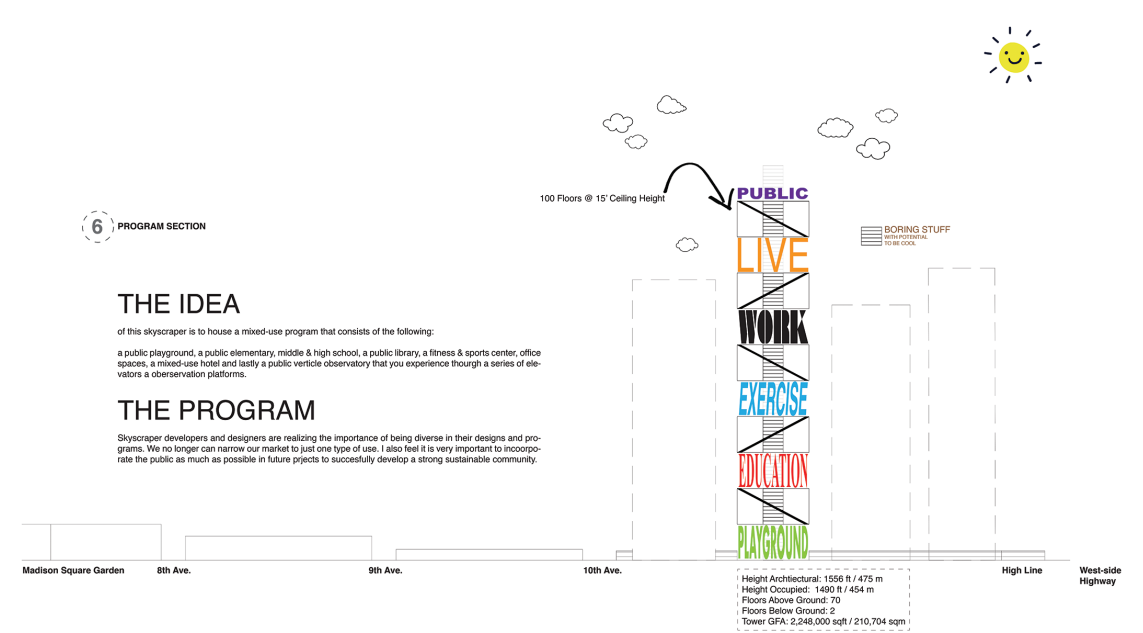 100 Floors @ 15' Ceiling Height
6 PROGRAM SECTION
THE IDEA
of this skyscraper is to house a mixed-use program that consists of the following:
a public playground, a public elementary, middle & high school, a public library, a fitness & sports center, office
spaces, a mixed-use hotel and lastly a public verticle observatory that you experience thourgh a series of ele-
vators a oberservation platforms.
THE PROGRAM
Skyscraper developers and designers are realizing the importance of being diverse in their designs and pro-
grams. We no longer can narrow our market to just one type of use. I also feel it is very important to incoorpo-
rate the public as much as possible in future prjects to succesfully develop a strong sustainable community.
PUBLIC
LIVE
WORK
EXERCISE
EDUCATION
PLAYGROUND
BORING STUFF
WITH POTENTIAL
TO BE COOL
Madison Square Garden
8th Ave.
9th Ave.
10th Ave.
High Line
West-side
Highway
Height Archtiectural: 1556 ft / 475 m
Height Occupied: 1490 ft / 454 m
Floors Above Ground: 70
Floors Below Ground: 2
Tower GFA: 2,248,000 sqft / 210,704 sqm